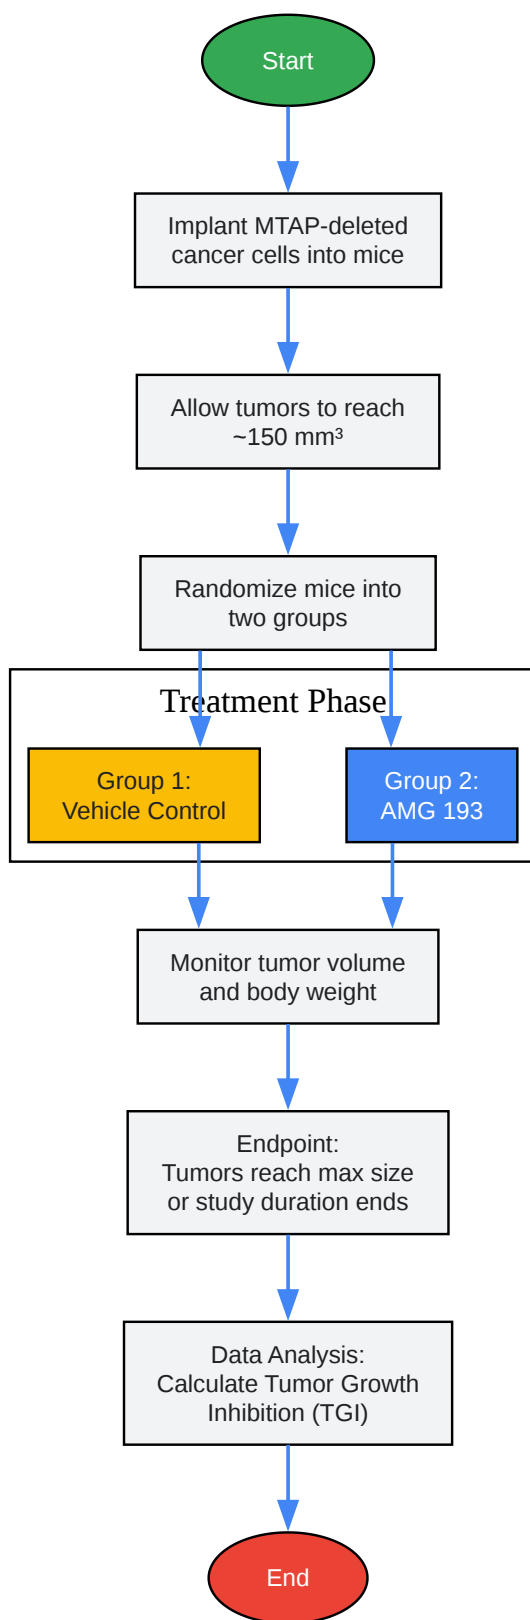 Start
Implant MTAP-deleted
cancer cells into mice
Allow tumors to reach
~150 mm³
Randomize mice into
two groups
Treatment Phase
Group 1:
Vehicle Control
Group 2:
AMG 193
Monitor tumor volume
and body weight
Endpoint:
Tumors reach max size
or study duration ends
Data Analysis:
Calculate Tumor Growth
Inhibition (TGI)
End